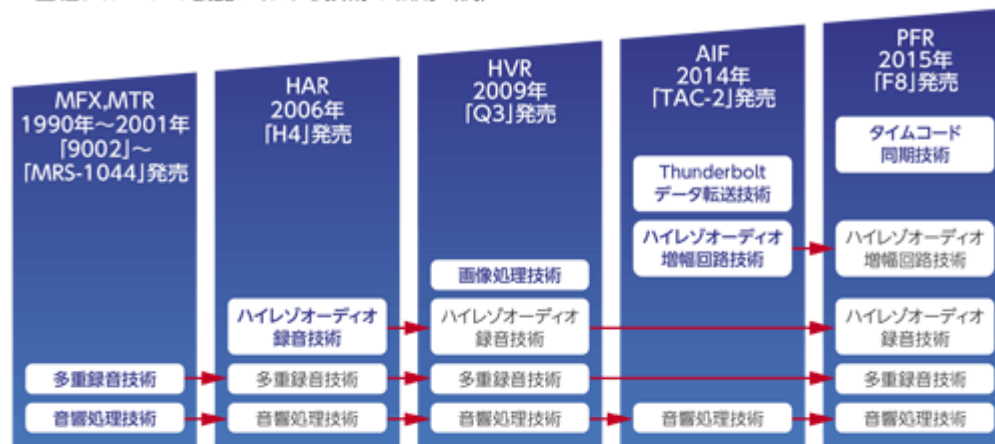 MFX,MTR
1990年～2001年
「9002」～
「MRS-1044」発売
多重録音技術
音響処理技術
HAR
2006年
「H4」発売
ハイレゾオーディオ
録音技術
多重録音技術
音響処理技術
HVR
2009年
「Q3」発売
画像処理技術
ハイレゾオーディオ
録音技術
多重録音技術
音響処理技術
AIF
2014年
「TAC-2」発売
Thunderbolt
データ転送技術
ハイレゾオーディオ
増幅回路技術
音響処理技術
PFR
2015年
「F8」発売
タイムコード
同期技術
ハイレゾオーディオ
増幅回路技術
ハイレゾオーディオ
録音技術
多重録音技術
音響処理技術